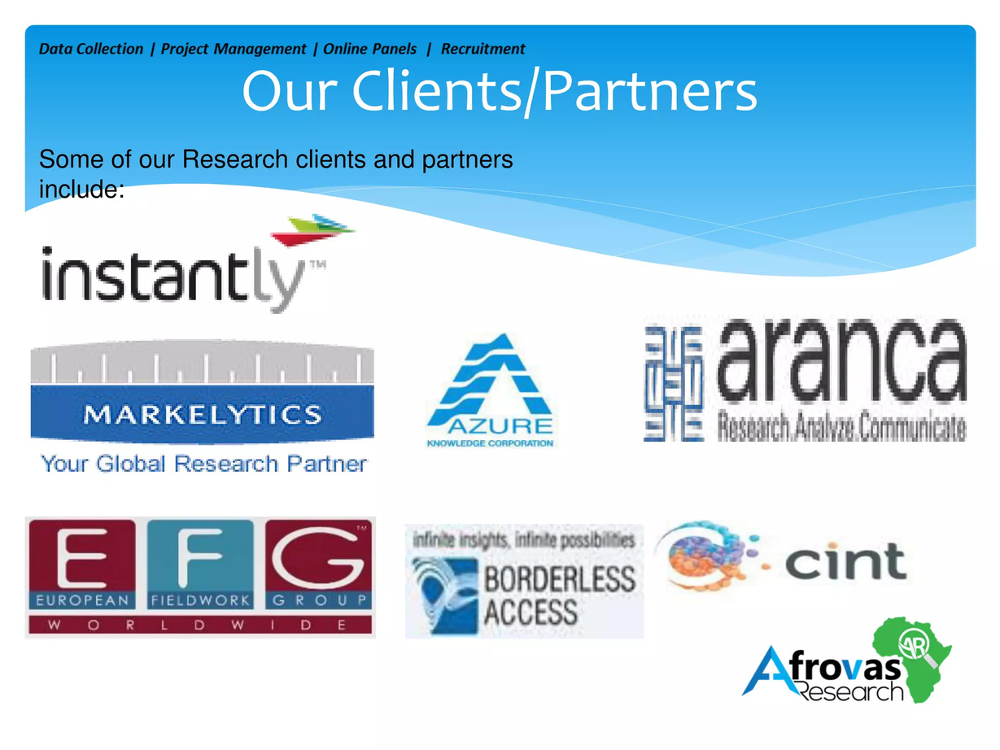 Data Collection | Project Management | Online Panels | Recruitment
Our Clients/Partners
Some of our Research clients and partners
include:
instantly™
MARKELYTICS
Your Global Research Partner
AZURE
KNOWLEDGE CORPORATION
aranca
Research.Analyze.Communicate
EFG™
EUROPEAN FIELDWORK GROUP
WORLDWIDE
infinite insights, infinite possibilities
BORDERLESS
ACCESS
cint
Afrovas
Research
AR